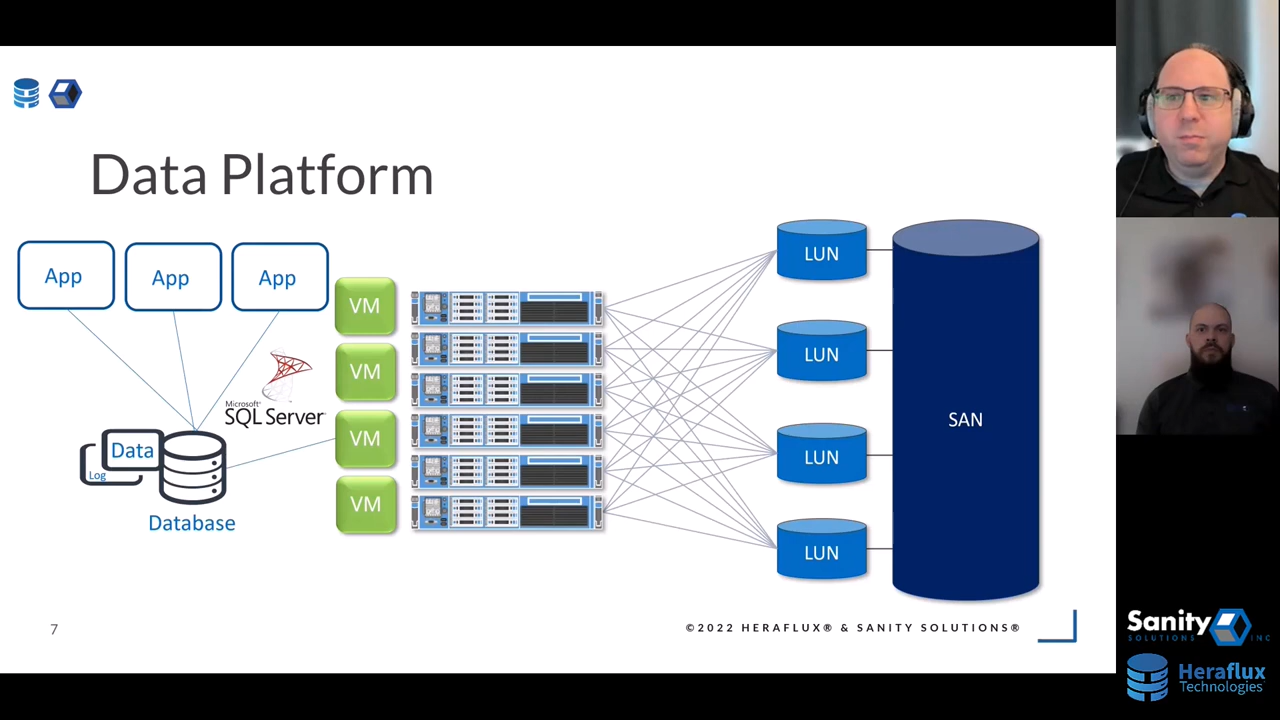 Data Platform
App
App
App
VM
VM
VM
VM
Microsoft®
SQL Server
Data
Log
Database
LUN
LUN
LUN
LUN
SAN
7
©2022 HERAFLUX® & SANITY SOLUTIONS®
Sanity
SOLUTIONS INC
Heraflux
Technologies